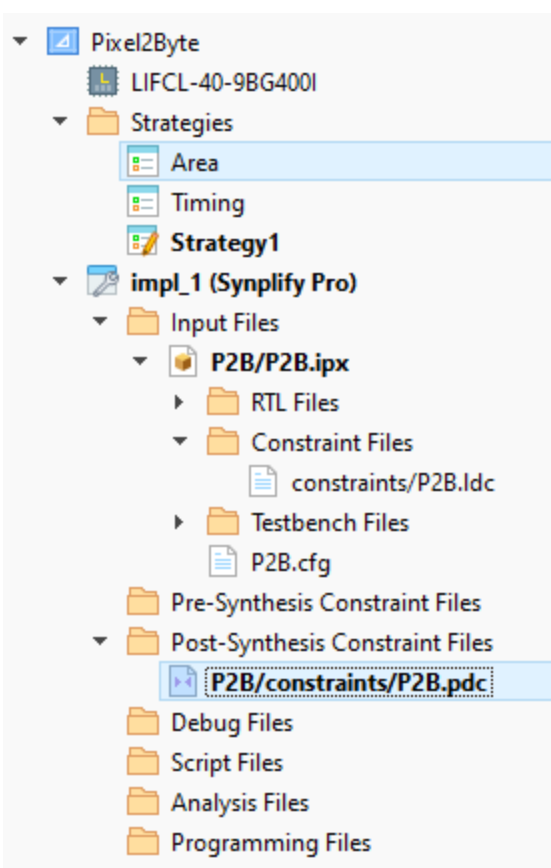 Pixel2Byte
LIFCL-40-9BG400I
Strategies
Area
Timing
Strategy1
impl_1 (Synplify Pro)
Input Files
P2B/P2B.ipx
RTL Files
Constraint Files
constraints/P2B.ldc
Testbench Files
P2B.cfg
Pre-Synthesis Constraint Files
Post-Synthesis Constraint Files
P2B/constraints/P2B.pdc
Debug Files
Script Files
Analysis Files
Programming Files